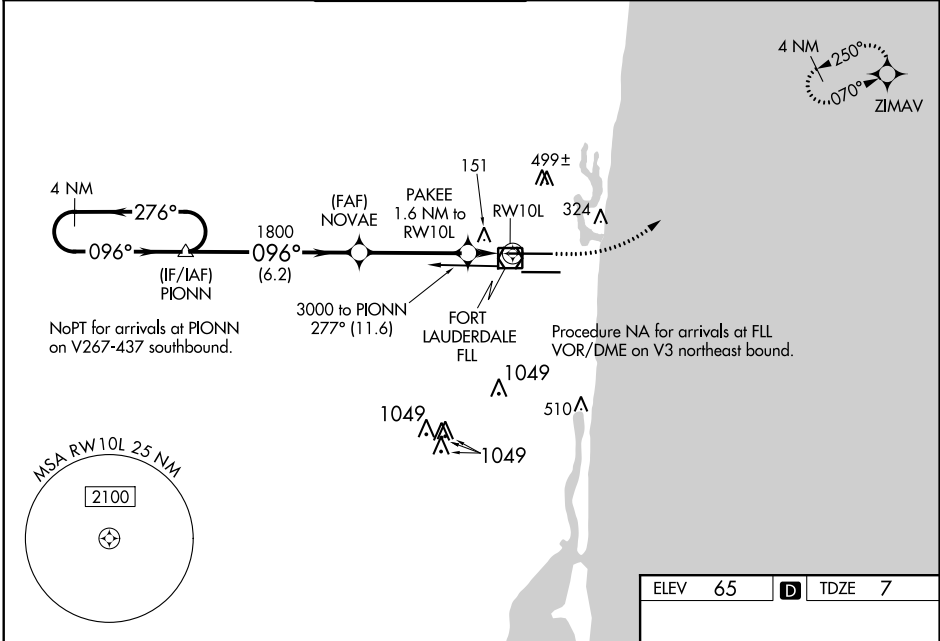 4 NM
250°
070°
ZIMAV
151
499±
4 NM
276°
096°
(IF/IAF)
PIONN
1800
096°
(6.2)
(FAF)
NOVAE
PAKEE
1.6 NM to
RW10L
RW10L
324
3000 to PIONN
277° (11.6)
FORT
LAUDERDALE
FLL
NoPT for arrivals at PIONN
on V267-437 southbound.
Procedure NA for arrivals at FLL
VOR/DME on V3 northeast bound.
1049
510
1049
1049
MSA RW10L 25 NM
2100
ELEV 65 D TDZE 7